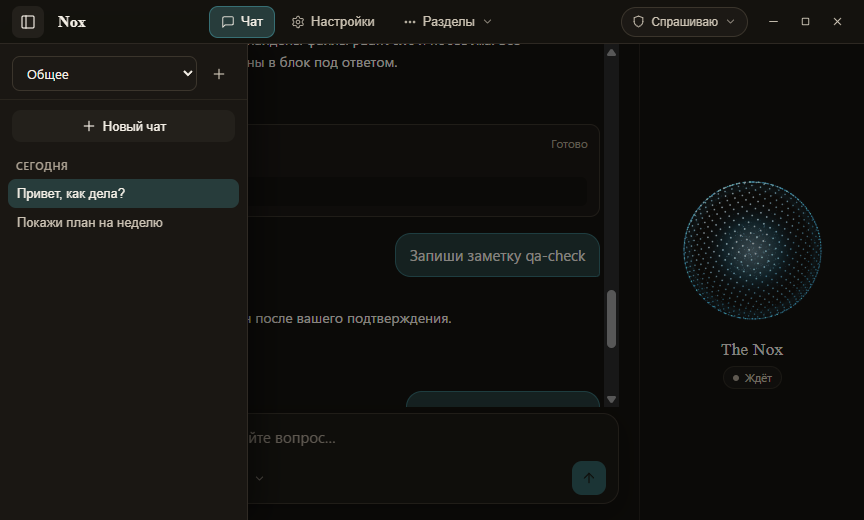 Nox
Чат
Настройки
Разделы
Спрашиваю
Общее
Новый чат
СЕГОДНЯ
Привет, как дела?
Покажи план на неделю
ны в блок под ответом.
Готово
Запиши заметку qa-check
после вашего подтверждения.
йте вопрос...
The Nox
Ждёт